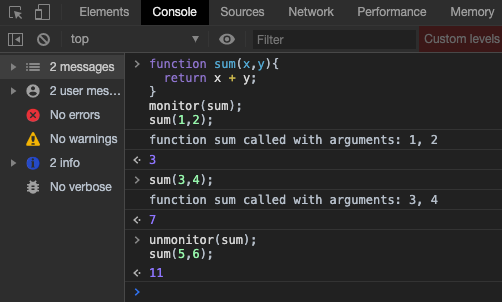 Elements Console Sources Network Performance Memory
top Filter Custom levels
2 messages
2 user mes...
No errors
No warnings
2 info
No verbose
function sum(x,y){
return x + y;
}
monitor(sum);
sum(1,2);
function sum called with arguments: 1, 2
3
sum(3,4);
function sum called with arguments: 3, 4
7
unmonitor(sum);
sum(5,6);
11